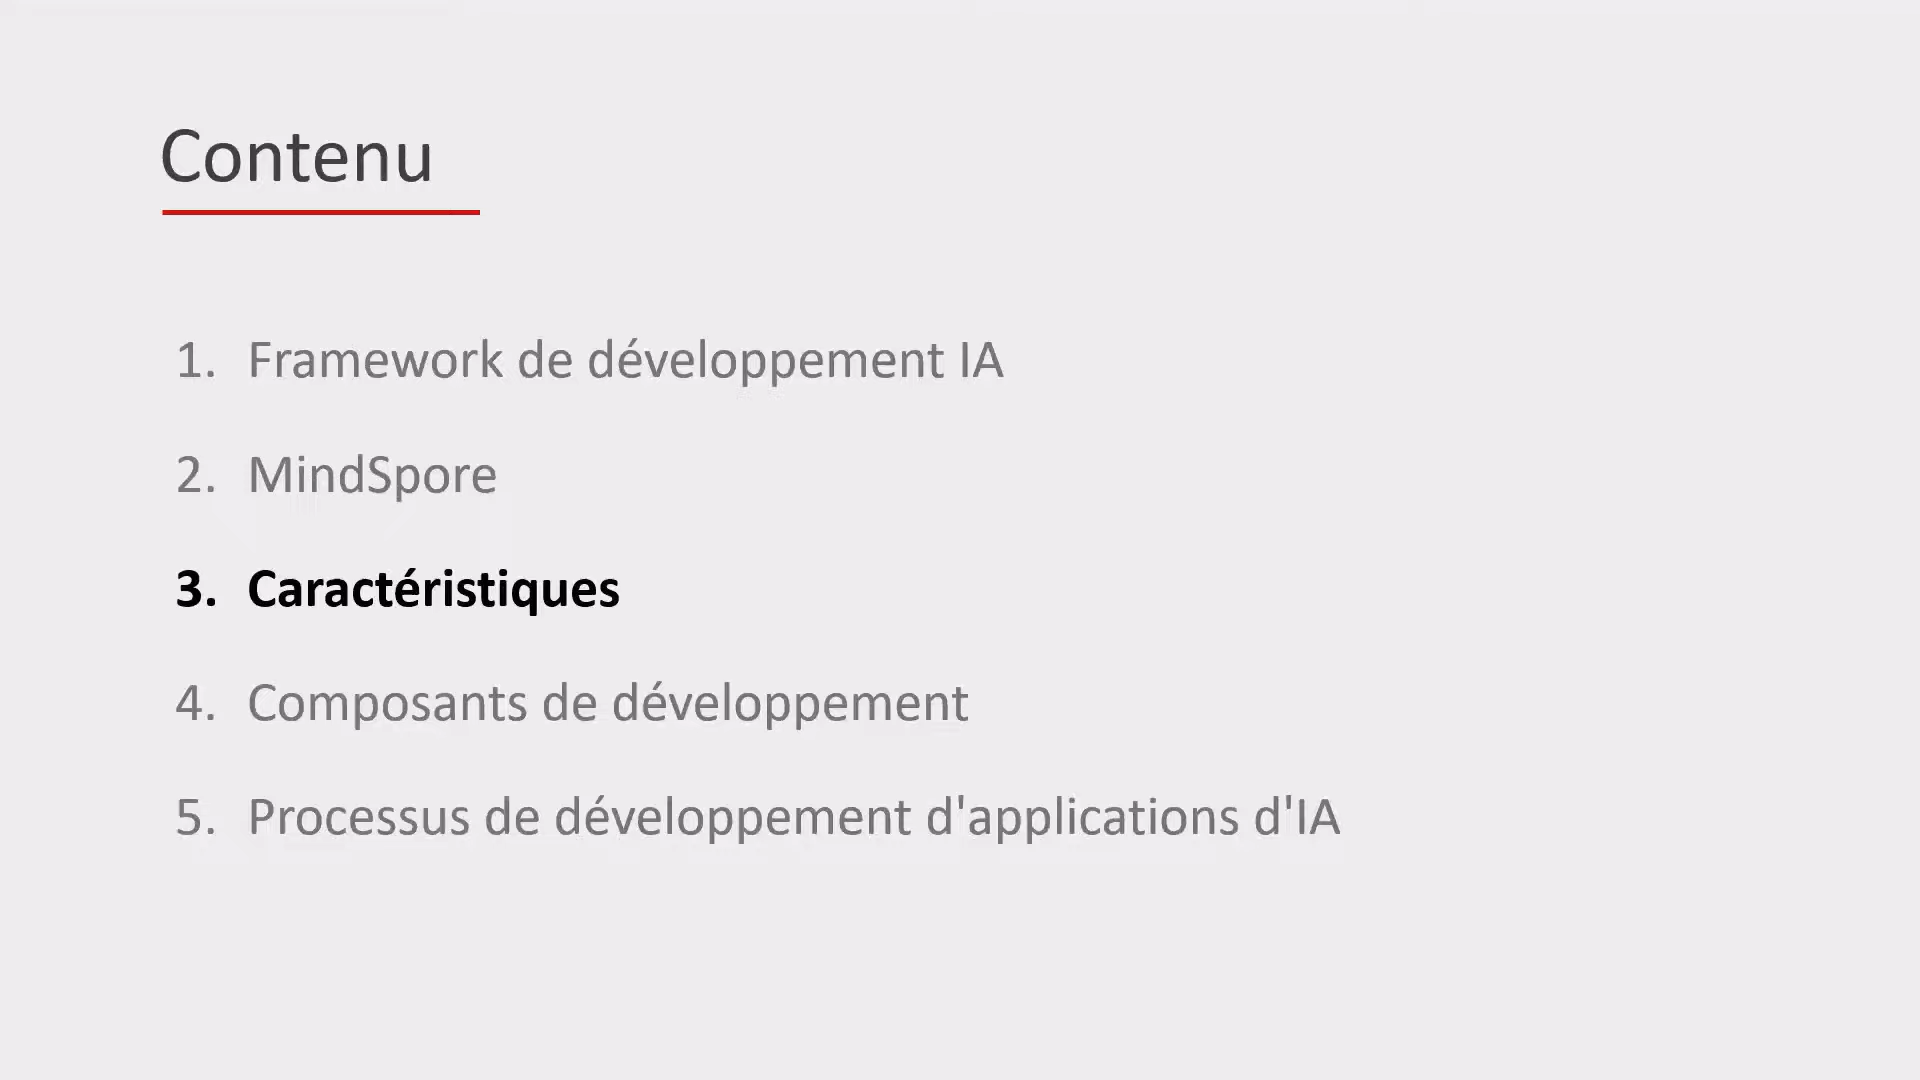 Contenu
1. Framework de développement IA
2. MindSpore
3. Caractéristiques
4. Composants de développement
5. Processus de développement d'applications d'IA